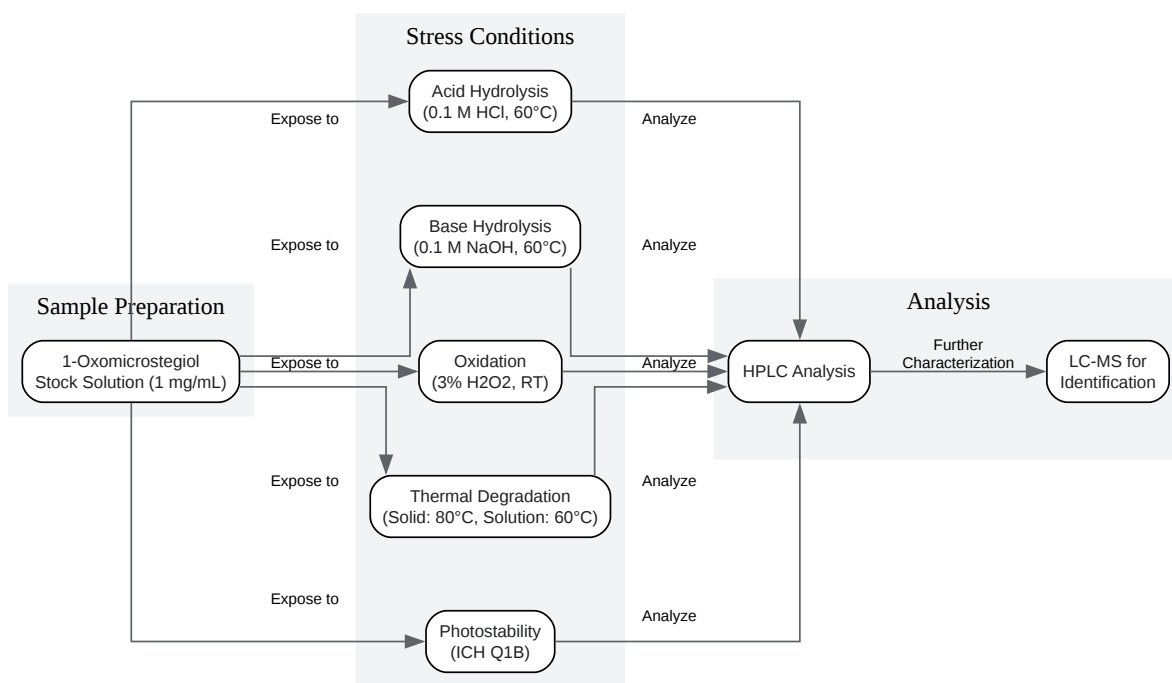 Stress Conditions
Acid Hydrolysis
(0.1 M HCl, 60°C)
Expose to
Analyze
Base Hydrolysis
(0.1 M NaOH, 60°C)
Expose to
Analyze
Sample Preparation
Analysis
1-Oxomicrostegiol
Stock Solution (1 mg/mL)
Expose to
Oxidation
(3% H2O2, RT)
Analyze
HPLC Analysis
Further
Characterization
LC-MS for
Identification
Expose to
Analyze
Thermal Degradation
(Solid: 80°C, Solution: 60°C)
Expose to
Analyze
Photostability
(ICH Q1B)